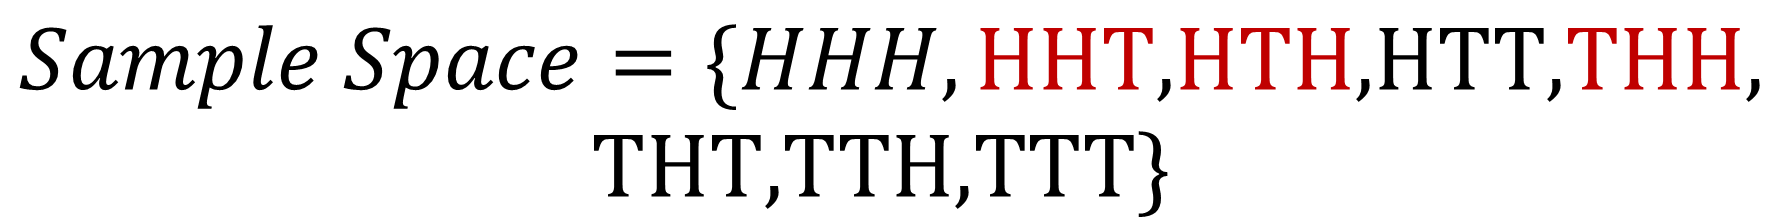 Sample Space = {HHH, HHT,HTH,HTT,THH,
THT,TTH,TTT}